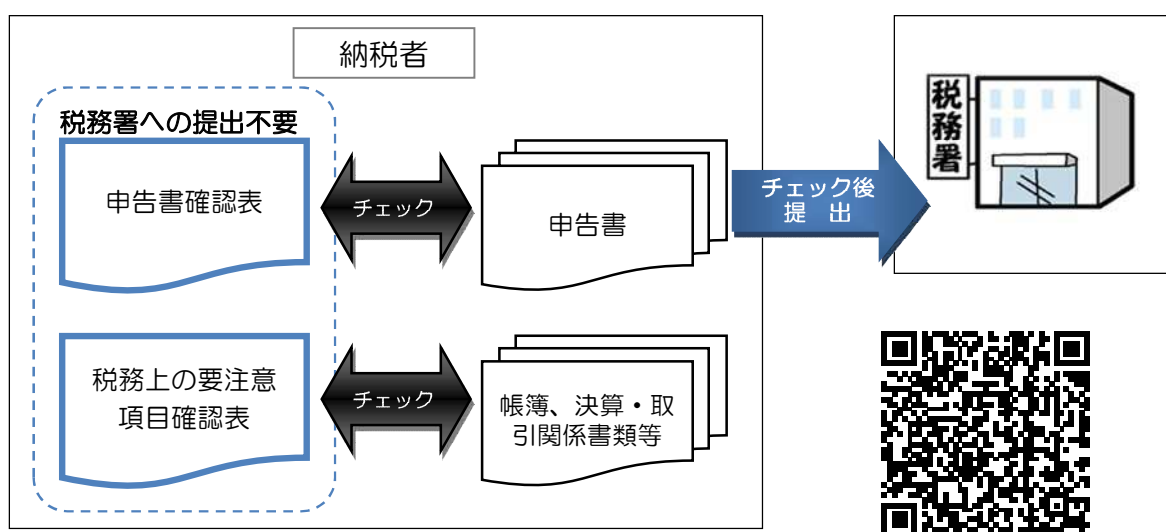 納税者
税務署への提出不要
申告書確認表
チェック
申告書
チェック後
提 出
税務署
税務上の要注意
項目確認表
チェック
帳簿、決算・取
引関係書類等